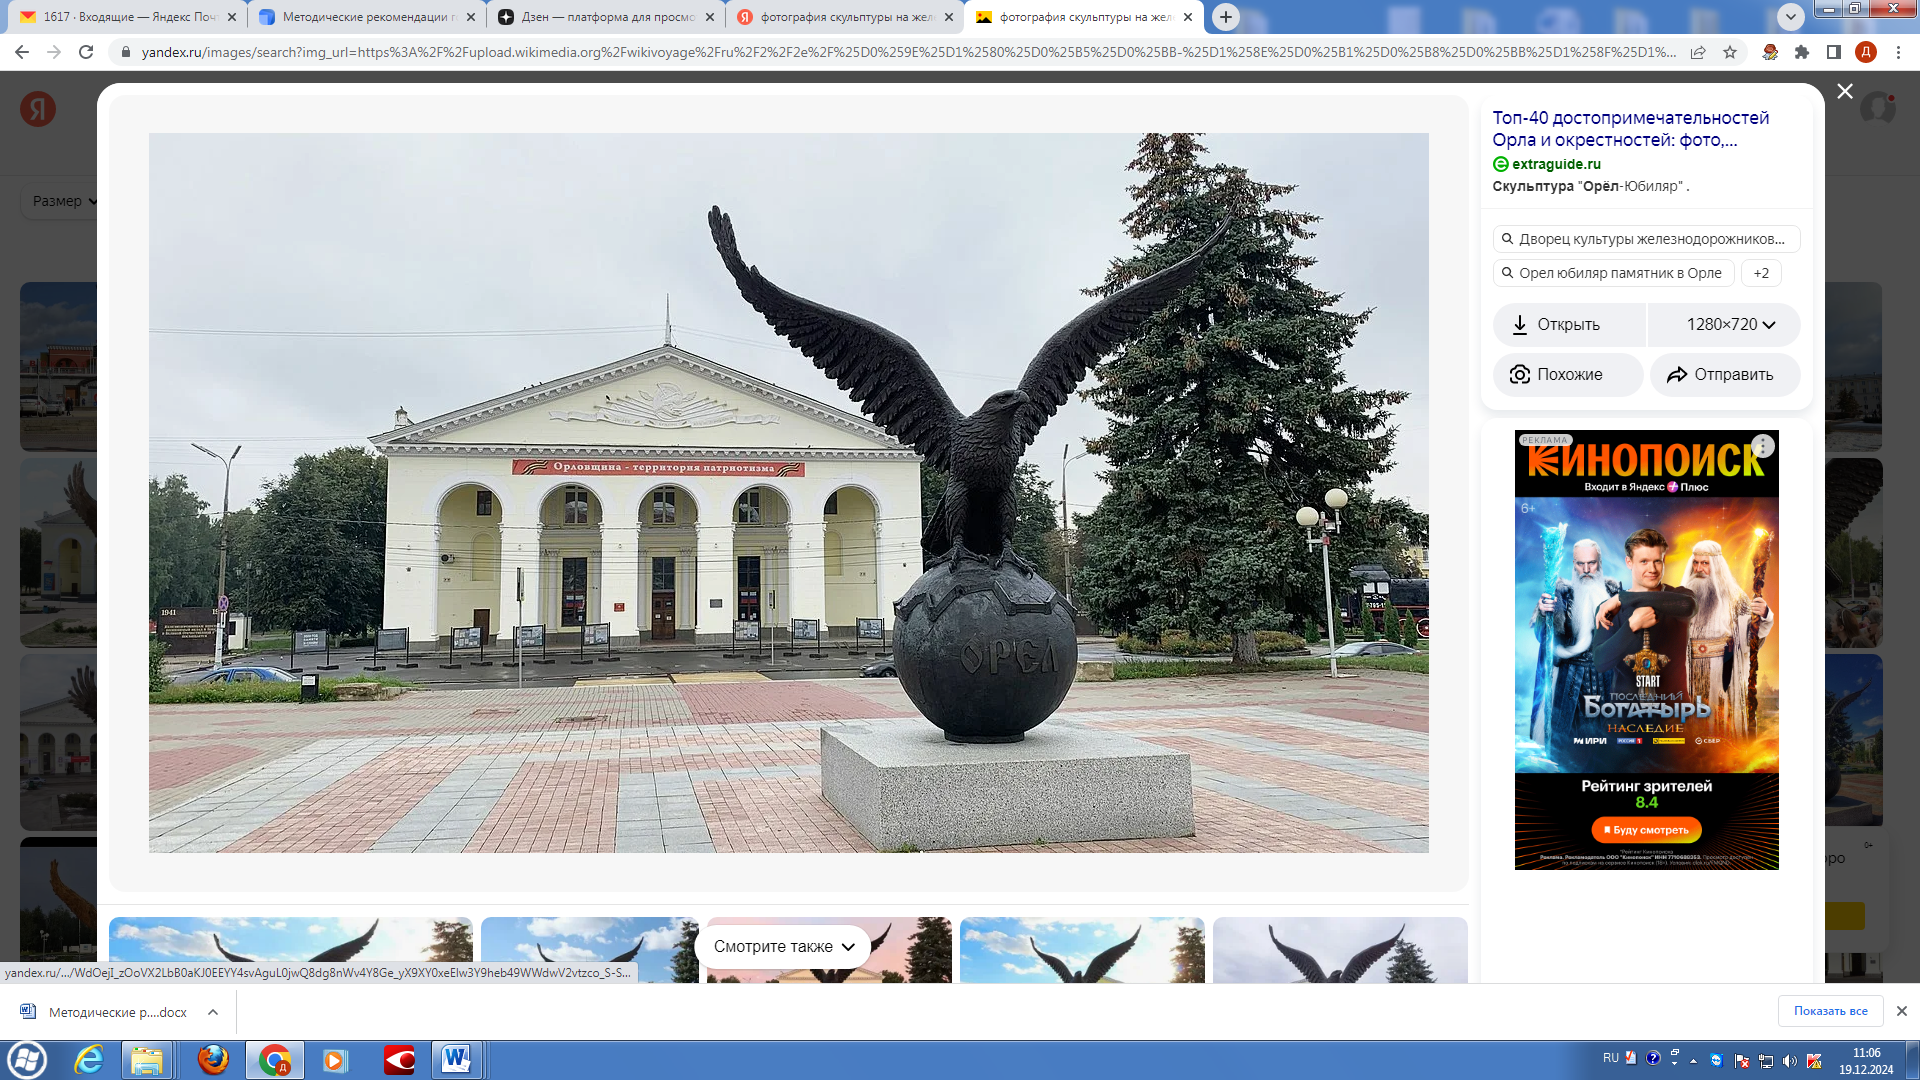 1617 · Входящие — Яндекс Поч
Методические рекомендации п
Дзен — платформа для просмо
фотография скульптуры на жел
фотография скульптуры на жел
yandex.ru/images/search?img_url=https%3A%2F%2Fupload.wikimedia.org%2Fwikivoyage%2Fru%2F2%2F2e%2F%25D0%259E%25D1%2580%25D0%25B5%25D0%25BB-%25D1%258E%25D0%25B1%25D0%25B8%25D0%25BB%25D1%258F%25D1%...
Д
Я
Размер
Топ-40 достопримечательностей
Орла и окрестностей: фото,...
extraguide.ru
Скульптура "Орёл-Юбиляр" .
Дворец культуры железнодорожников...
Орел юбиляр памятник в Орле
+2
Открыть
1280×720
Похожие
Отправить
Орловщина - территория патриотизма
1941
ОРЕЛ
РЕКЛАМА
КИНОПОИСК
Входит в Яндекс Плюс
6+
START
ПОСЛЕДНИЙ
БОГАТЫРЬ
НАСЛЕДИЕ
Рейтинг зрителей
8.4
Буду смотреть
оро
0+
Смотрите также
yandex.ru/.../WdOejI_zOoVX2LbB0aKJ0EEYY4svAguL0jwQ8dg8nWv4Y8Ge_yX9XY0xeElw3Y9heb49WWdwV2vtzco_S-S...
Методические р....docx
Показать все
RU
11:06
19.12.2024